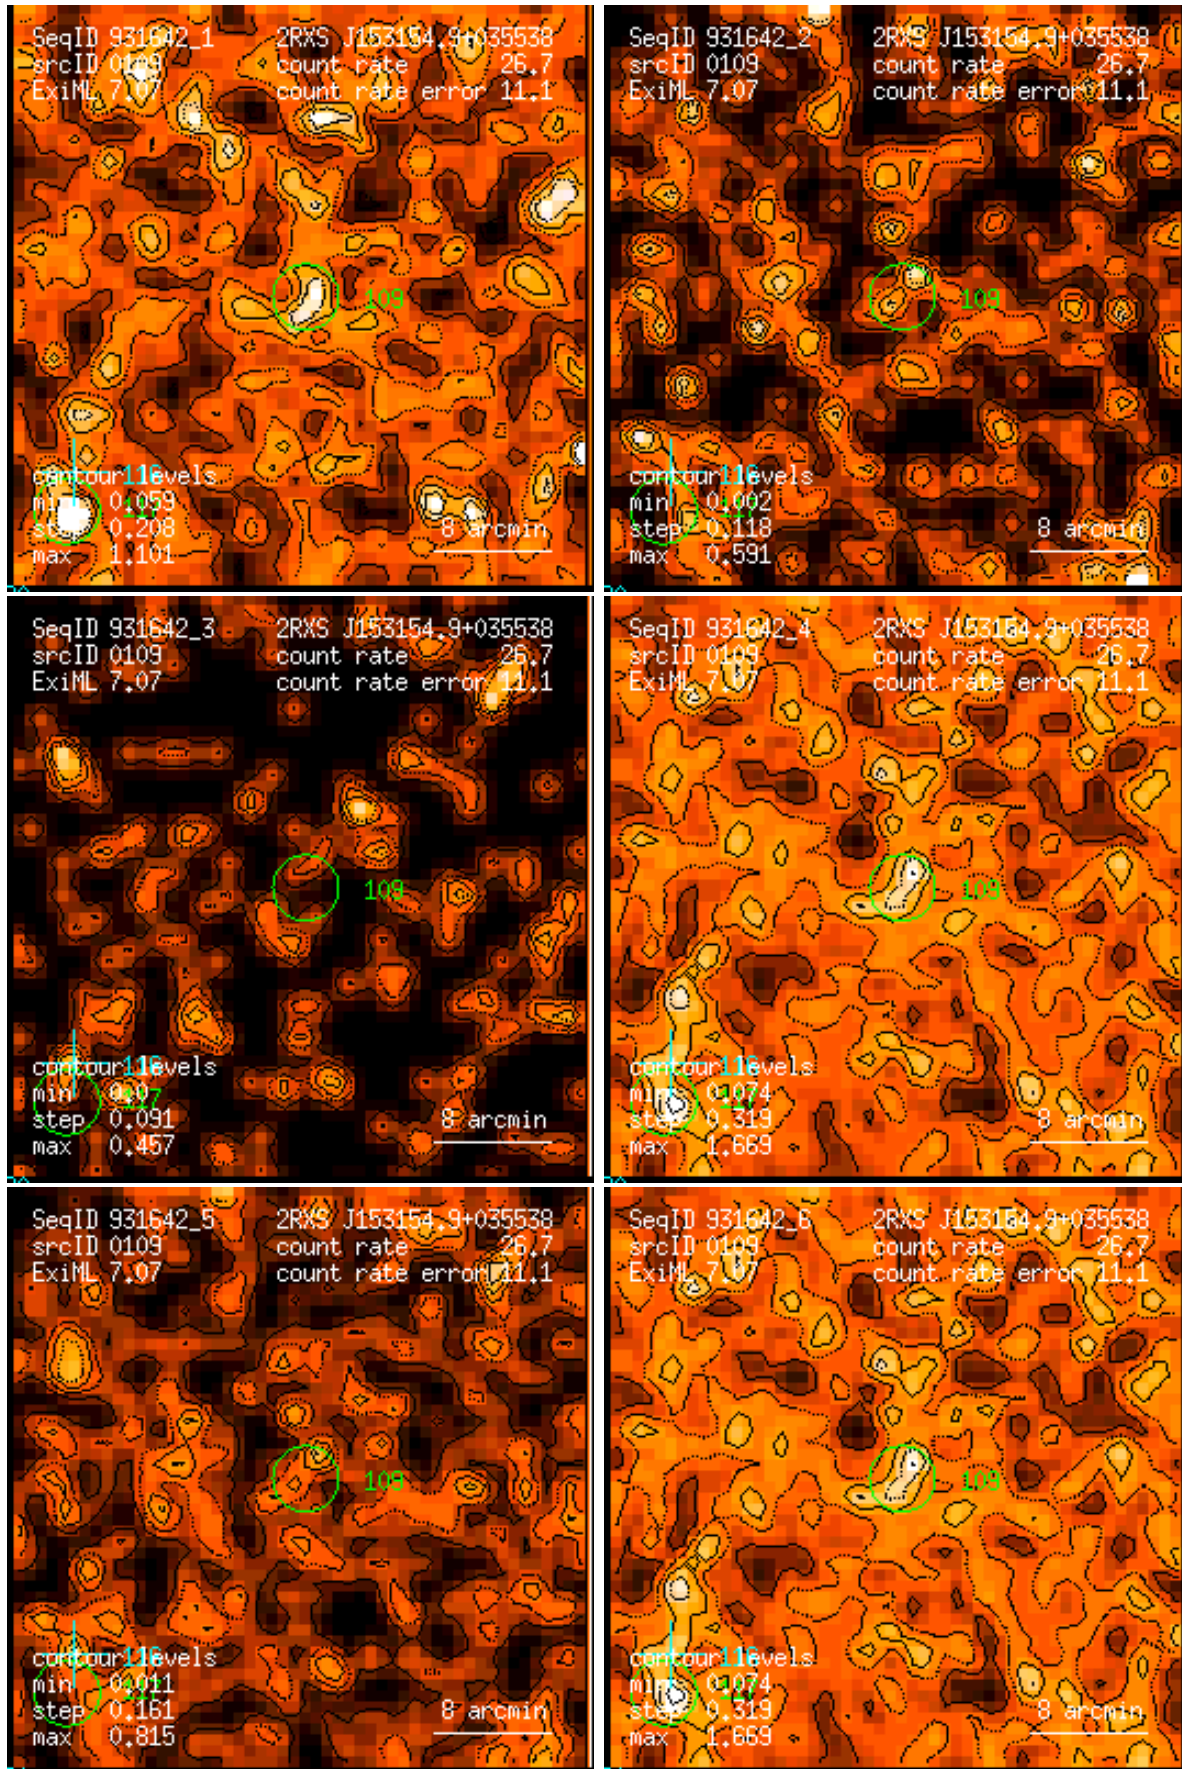 SeqID 931642_1 2RXS J153154.9+035538
srcID 0109 count rate 26.7
ExiML 7.07 count rate error 11.1
109
contour levels
116
min 0.059
step 0.208 8 arcmin
max 1.101
SeqID 931642_2 2RXS J153154.9+035538
srcID 0109 count rate 26.7
ExiML 7.07 count rate error 11.1
109
contour levels
116
min 0.002
step 0.118 8 arcmin
max 0.591
SeqID 931642_3 2RXS J153154.9+035538
srcID 0109 count rate 26.7
ExiML 7.07 count rate error 11.1
109
contour levels
116
min 0.0
117
step 0.091 8 arcmin
max 0.457
SeqID 931642_4 2RXS J153154.9+035538
srcID 0109 count rate 26.7
ExiML 7.07 count rate error 11.1
109
contour levels
116
min 0.074
step 0.319 8 arcmin
max 1.669
SeqID 931642_5 2RXS J153154.9+035538
srcID 0109 count rate 26.7
ExiML 7.07 count rate error 11.1
109
contour levels
116
min 0.011
step 0.161 8 arcmin
max 0.815
SeqID 931642_6 2RXS J153154.9+035538
srcID 0109 count rate 26.7
ExiML 7.07 count rate error 11.1
109
contour levels
116
min 0.074
step 0.319 8 arcmin
max 1.669